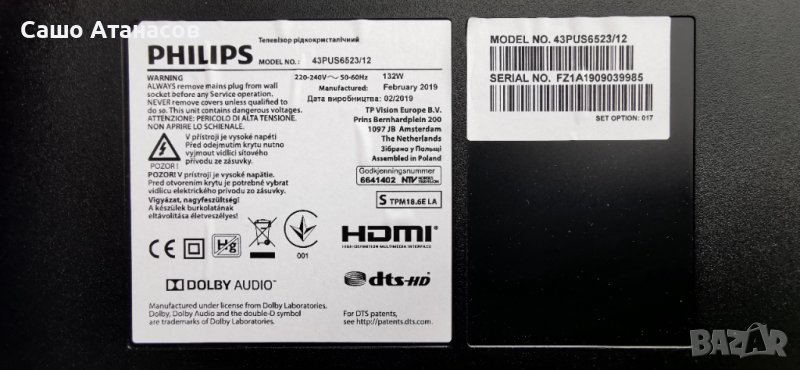 Сашо Атанасов
Телевізор рідкокристалічний
PHILIPS
MODEL NO.: 43PUS6523/12
WARNING
ALWAYS remove mains plug from wall
socket before any Service operation.
NEVER remove covers unless qualified to
do so. This unit contains dangerous voltages.
ATTENZIONE: PERICOLO DI ALTA TENSIONE.
NON APRIRE LO SCHIENALE.
V přístroji je vysoké napětí
Před odejmutím krytu nutno
vyjmout vidlici síťového
přívodu ze zásuvky.
POZOR !
POZOR! V prístroji je vysoké napätie.
Pred otvorením krytu je potrebné vybrať
vidlicu elektrického prívodu zo zásuvky.
Vigyázat, nagyfeszültség!
A készülek burkolatának
eltávolítása életveszélyes!
220-240V～ 50-60Hz 132W
Manufactured: February 2019
Дата виробництва: 02/2019
TP Vision Europe B.V.
Prins Bernhardplein 200
1097 JB Amsterdam
The Netherlands
Зібрано у Польщі
Assembled in Poland
Godkjenningsnummer
6641402 NTV
S TPM18.6E LA
CE
Hg
001
HDMI
HIGH-DEFINITION MULTIMEDIA INTERFACE
DOLBY AUDIO™
dts-HD
Manufactured under license from Dolby Laboratories.
Dolby, Dolby Audio and the double-D symbol
are trademarks of Dolby Laboratories.
For DTS patents,
see http://patents.dts.com.
MODEL NO. 43PUS6523/12
SERIAL NO. FZ1A1909039985
SET OPTION: 017
BAZAR